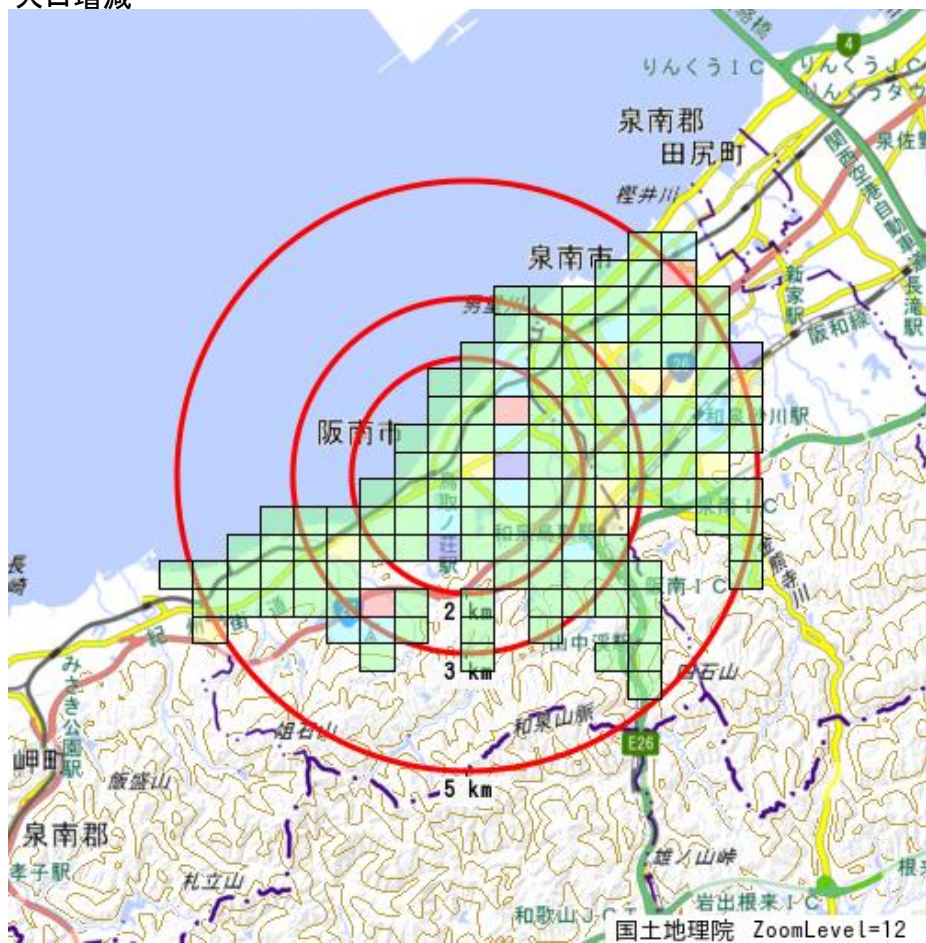 人口増減
4
りんくうＩＣ
りんくうＪＣ
りんくうタウ
泉南郡
田尻町
泉佐野
関西空港自動車
樫井川
泉南市
新家駅
長滝駅
男里川
阪和線
26
和泉砂川駅
阪南市
鳥取ノ荘駅
泉南ＩＣ
和泉鳥取駅
金熊寺川
長崎
阪南ＩＣ
2 km
紀州街道
山中渓駅
3 km
四石山
みさき公園駅
俎石山
和泉山脈
E26
岬町
飯盛山
5 km
泉南郡
孝子駅
雄ノ山峠
根来
札立山
岩出根来ＩＣ
和歌山ＪＣＴ
国土地理院 ZoomLevel=12